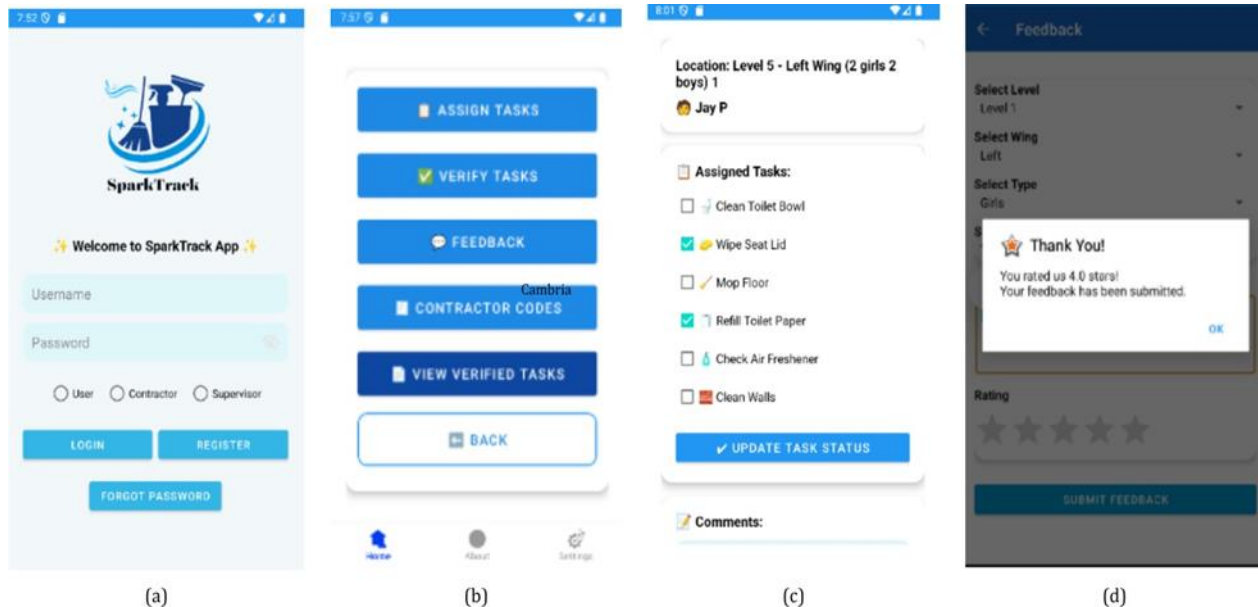 7:52
SparkTrack
✨ Welcome to SparkTrack App ✨
Username
Password
User Contractor Supervisor
LOGIN REGISTER
FORGOT PASSWORD
(a)
7:57
ASSIGN TASKS
VERIFY TASKS
FEEDBACK
Cambria
CONTRACTOR CODES
VIEW VERIFIED TASKS
BACK
Home About Settings
(b)
8:01
Location: Level 5 - Left Wing (2 girls 2
boys) 1
Jay P
Assigned Tasks:
Clean Toilet Bowl
Wipe Seat Lid
Mop Floor
Refill Toilet Paper
Check Air Freshener
Clean Walls
✔ UPDATE TASK STATUS
Comments:
(c)
← Feedback
Select Level
Level 1
Select Wing
Left
Select Type
Girls
S
Thank You!
You rated us 4.0 stars!
Your feedback has been submitted.
OK
Rating
SUBMIT FEEDBACK
(d)